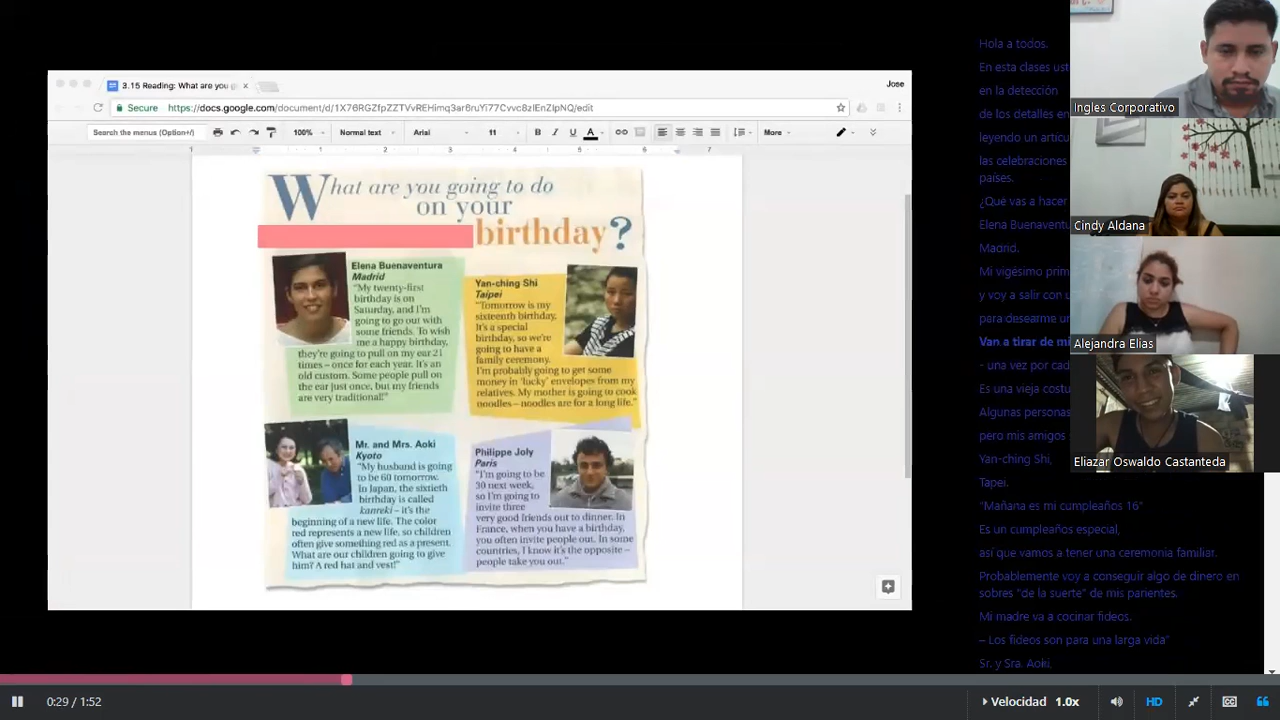 3.15 Reading: What are you g
Jose
Secure
https://docs.google.com/document/d/1X76RGZfpZZTVvREHimq3ar8ruYi77Cvvc8zIEnZIpNQ/edit
Search the menus (Option+/)
100%
Normal text
Arial
11
B I U A
More
1 1 2 3 4 5 6 7
What are you going to do
on your
birthday?
Elena Buenaventura
Madrid
"My twenty-first
birthday is on
Saturday, and I'm
going to go out with
some friends. To wish
me a happy birthday,
they're going to pull on my ear 21
times – once for each year. It's an
old custom. Some people pull on
the ear just once, but my friends
are very traditional!"
Yan-ching Shi
Taipei
"Tomorrow is my
sixteenth birthday.
It's a special
birthday, so we're
going to have a
family ceremony.
I'm probably going to get some
money in 'lucky' envelopes from my
relatives. My mother is going to cook
noodles – noodles are for a long life."
Mr. and Mrs. Aoki
Kyoto
"My husband is going
to be 60 tomorrow.
In Japan, the sixtieth
birthday is called
kanreki – it's the
beginning of a new life. The color
red represents a new life, so children
often give something red as a present.
What are our children going to give
him? A red hat and vest!"
Philippe Joly
Paris
"I'm going to be
30 next week,
so I'm going to
invite three
very good friends out to dinner. In
France, when you have a birthday,
you often invite people out. In some
countries, I know it's the opposite –
people take you out."
Hola a todos.
En esta clases ust
en la detección
de los detalles en
leyendo un artícu
las celebraciones
países.
¿Qué vas a hacer
Elena Buenaventu
Madrid.
Mi vigésimo prim
y voy a salir con u
para desearme un
Van a tirar de mi
- una vez por cad
Es una vieja costu
Algunas personas
pero mis amigos
Yan-ching Shi,
Tapei.
"Mañana es mi cumpleaños 16"
Es un cumpleaños especial,
así que vamos a tener una ceremonia familiar.
Probablemente voy a conseguir algo de dinero en
sobres "de la suerte" de mis parientes.
Mi madre va a cocinar fideos.
– Los fideos son para una larga vida"
Sr. y Sra. Aoki,
Ingles Corporativo
Cindy Aldana
Alejandra Elias
Eliazar Oswaldo Castanteda
0:29 / 1:52
Velocidad 1.0x
HD